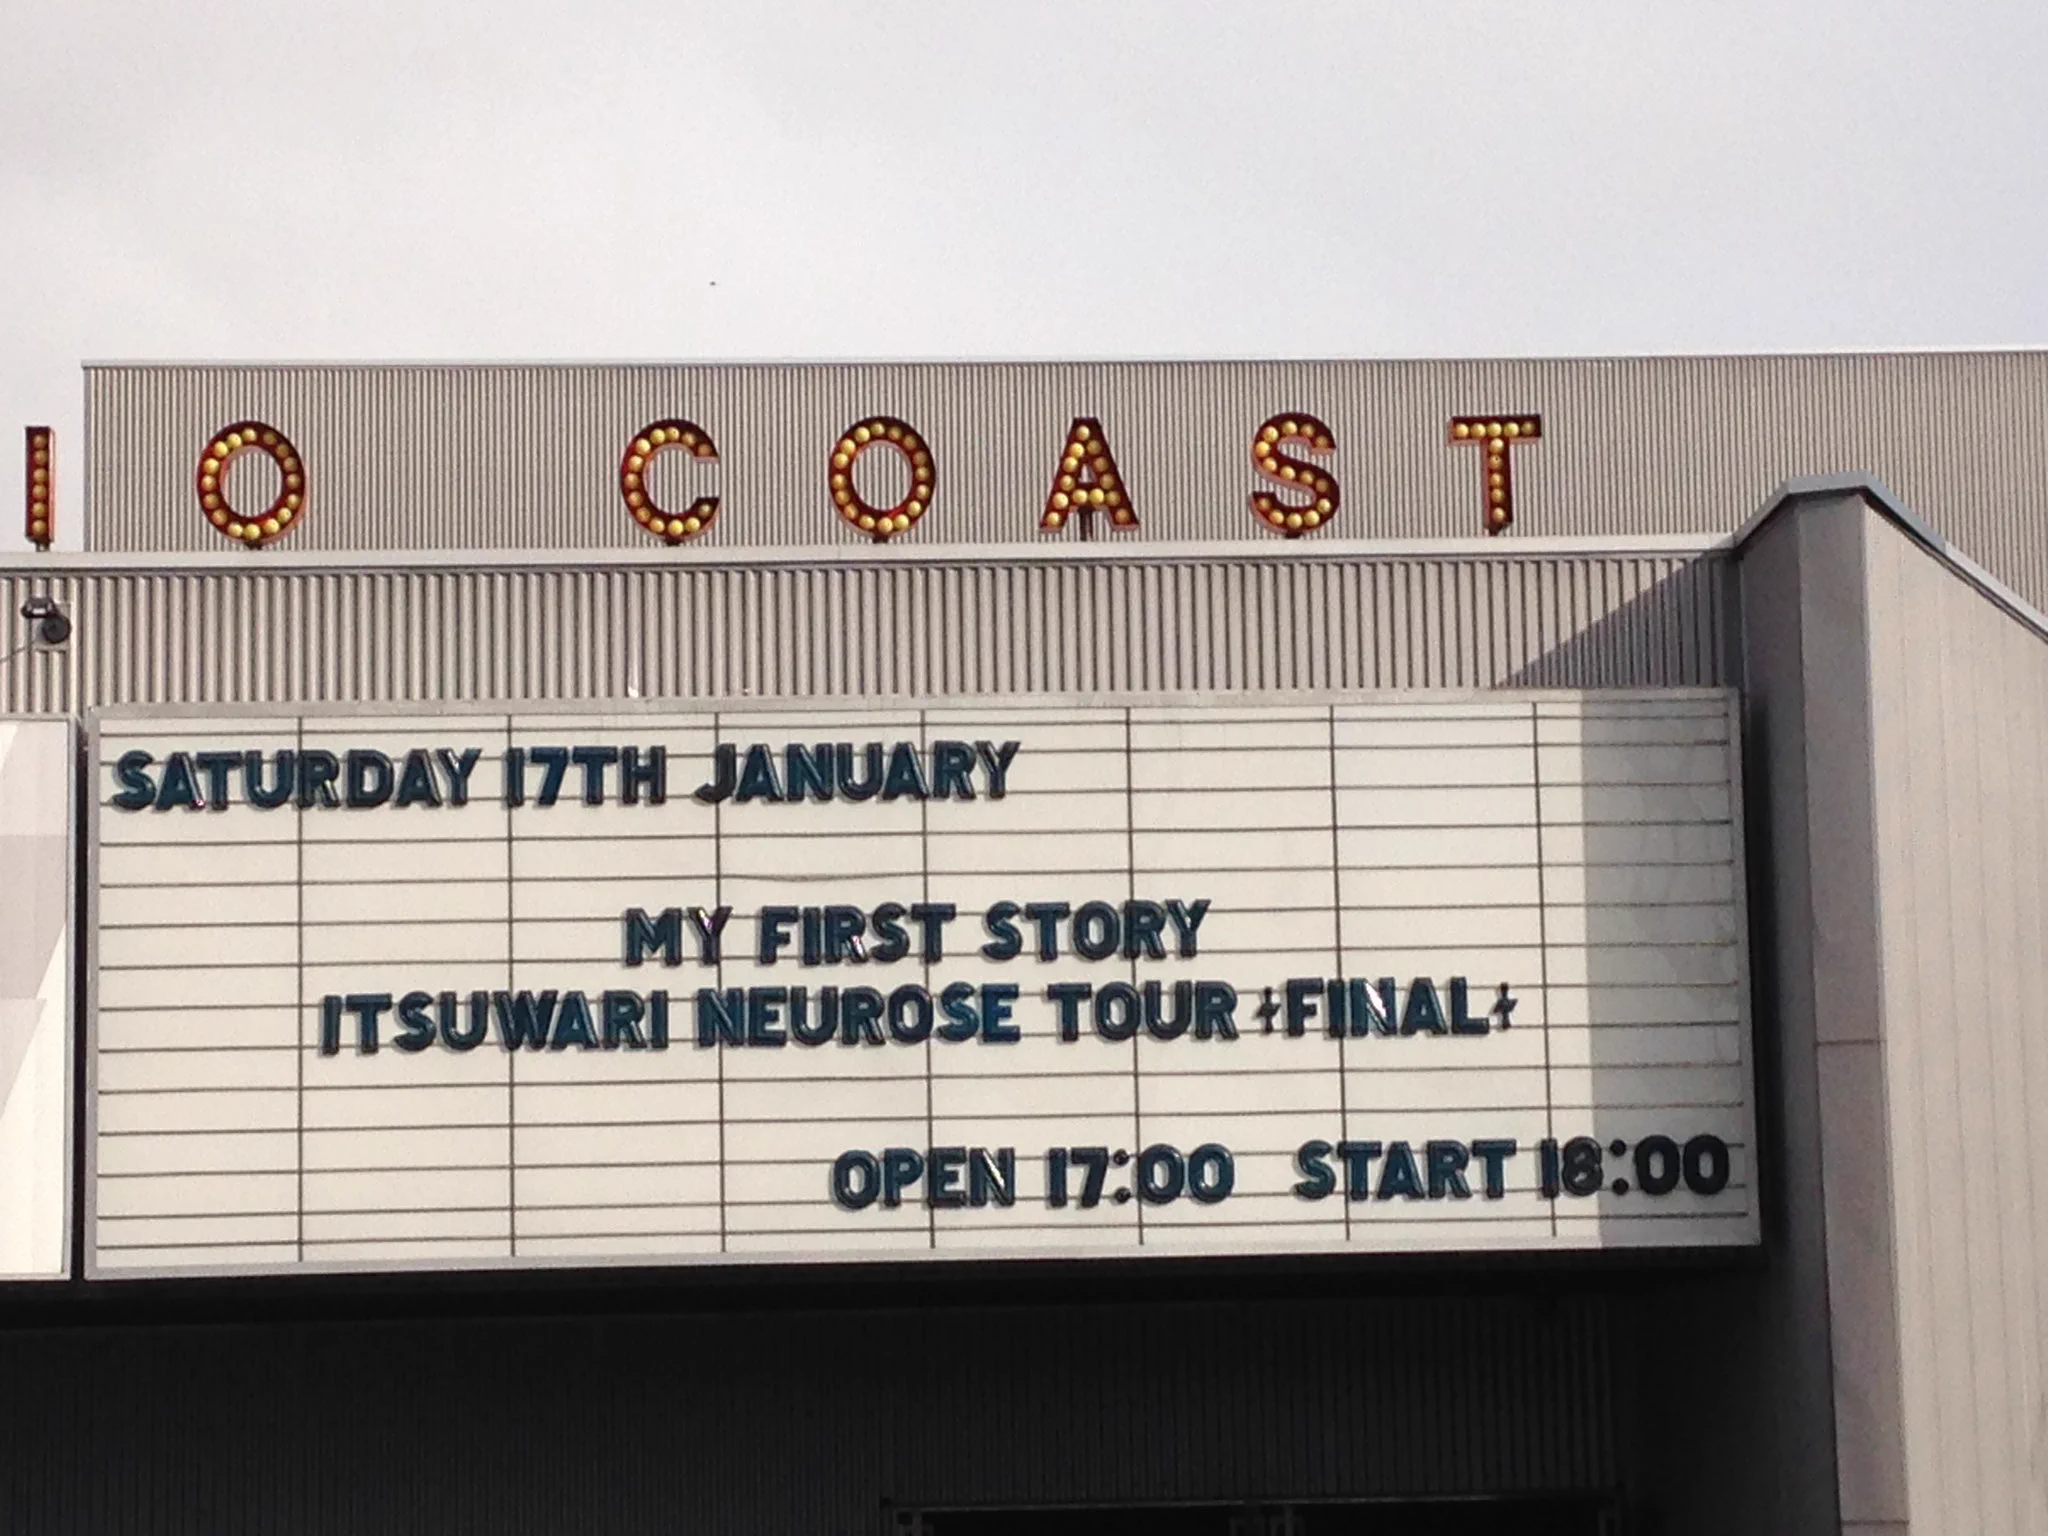 IO COAST
SATURDAY 17TH JANUARY
MY FIRST STORY
ITSUWARI NEUROSE TOUR +FINAL+
OPEN 17:00 START 18:00